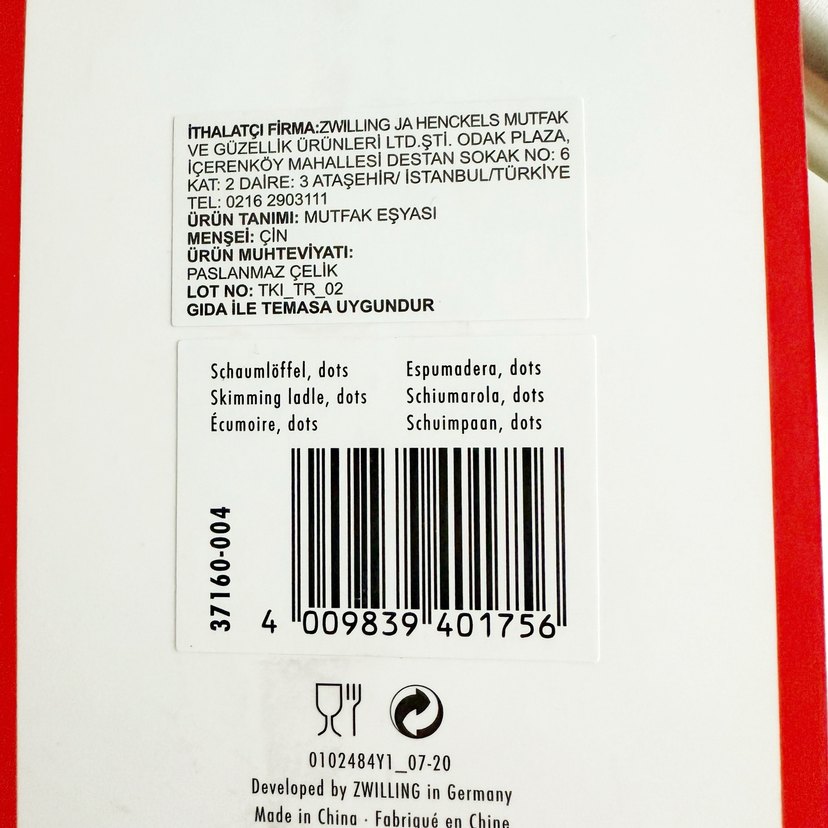 İTHALATÇI FİRMA:ZWILLING JA HENCKELS MUTFAK
VE GÜZELLİK ÜRÜNLERİ LTD.ŞTİ. ODAK PLAZA,
İÇERENKÖY MAHALLESİ DESTAN SOKAK NO: 6
KAT: 2 DAİRE: 3 ATAŞEHİR/ İSTANBUL/TÜRKİYE
TEL: 0216 2903111
ÜRÜN TANIMI: MUTFAK EŞYASI
MENŞEİ: ÇİN
ÜRÜN MUHTEVİYATI:
PASLANMAZ ÇELİK
LOT NO: TKI_TR_02
GIDA İLE TEMASA UYGUNDUR
Schaumlöffel, dots
Skimming ladle, dots
Écumoire, dots
Espumadera, dots
Schiumarola, dots
Schuimpaan, dots
37160-004
4 009839 401756
0102484Y1_07-20
Developed by ZWILLING in Germany
Made in China · Fabriqué en Chine